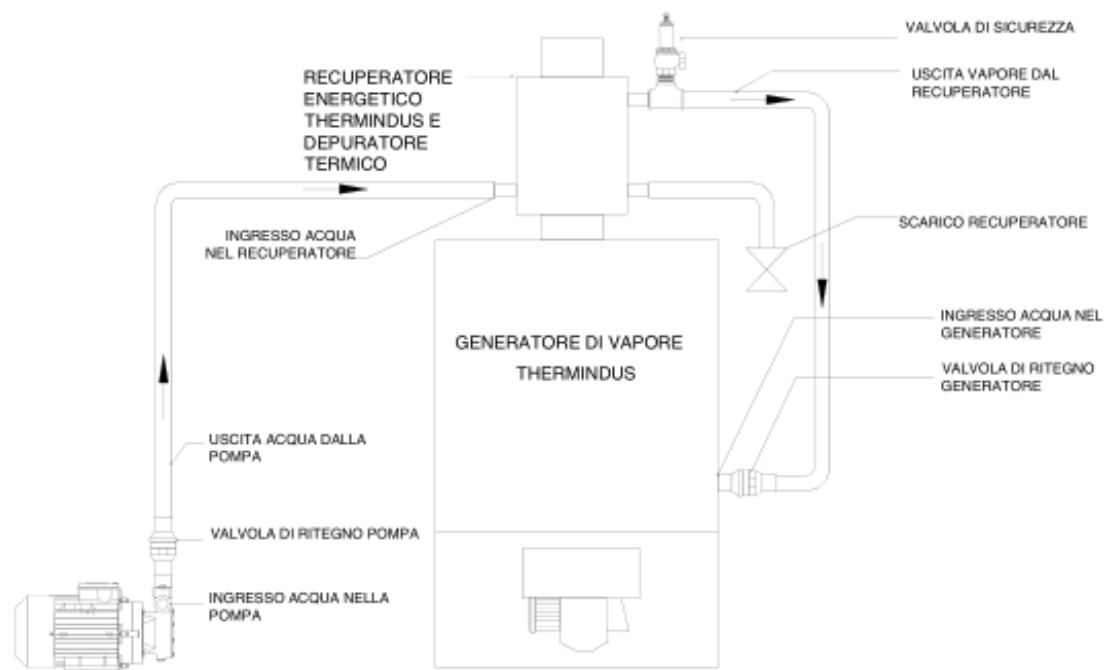 VALVOLA DI SICUREZZA
RECUPERATORE
ENERGETICO
THERMINDUS E
DEPURATORE
TERMICO
USCITA VAPORE DAL
RECUPERATORE
INGRESSO ACQUA
NEL RECUPERATORE
SCARICO RECUPERATORE
GENERATORE DI VAPORE
THERMINDUS
INGRESSO ACQUA NEL
GENERATORE
VALVOLA DI RITEGNO
GENERATORE
USCITA ACQUA DALLA
POMPA
VALVOLA DI RITEGNO POMPA
INGRESSO ACQUA NELLA
POMPA